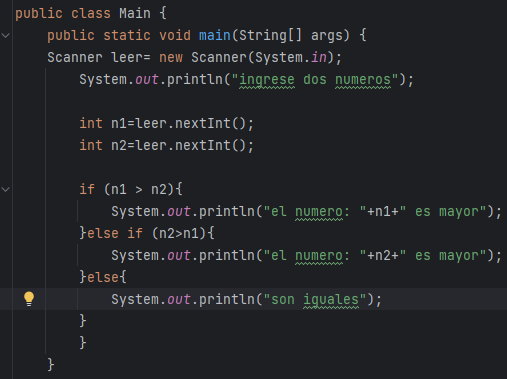 public class Main {
public static void main(String[] args) {
Scanner leer= new Scanner(System.in);
System.out.println("ingrese dos numeros");
int n1=leer.nextInt();
int n2=leer.nextInt();
if (n1 > n2){
System.out.println("el numero: "+n1+" es mayor");
}else if (n2>n1){
System.out.println("el numero: "+n2+" es mayor");
}else{
System.out.println("son iguales");
}
}
}